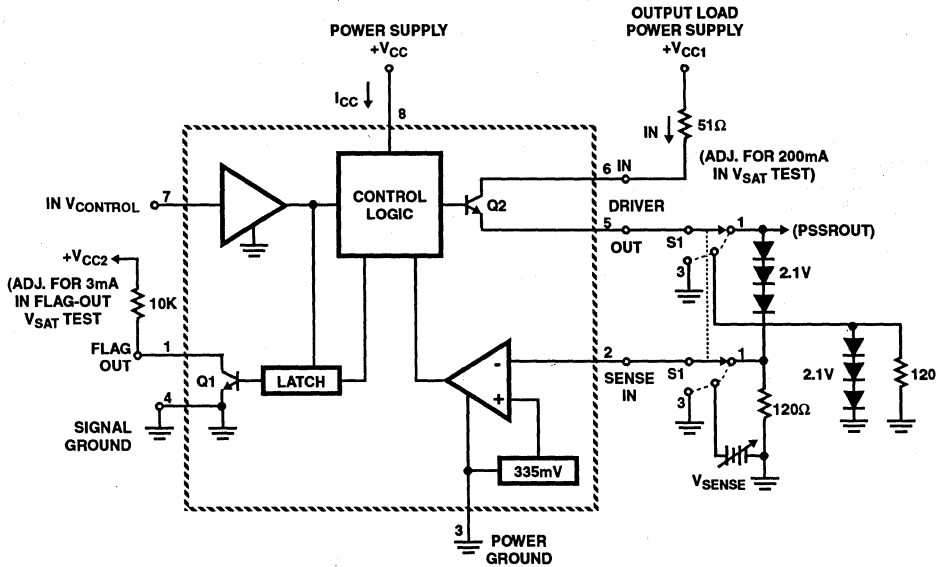 POWER SUPPLY
+VCC
OUTPUT LOAD
POWER SUPPLY
+VCC1
ICC
8
IN
51Ω
(ADJ. FOR 200mA
IN VSAT TEST)
6 IN
IN VCONTROL
7
CONTROL
LOGIC
Q2
DRIVER
5
OUT
S1
1
(PSSROUT)
3
2.1V
+VCC2
(ADJ. FOR 3mA
IN FLAG-OUT
VSAT TEST
10K
FLAG
OUT
1
Q1
LATCH
-
+
2
SENSE
IN
S1
1
3
2.1V
120
120Ω
4
SIGNAL
GROUND
335mV
VSENSE
3
POWER
GROUND